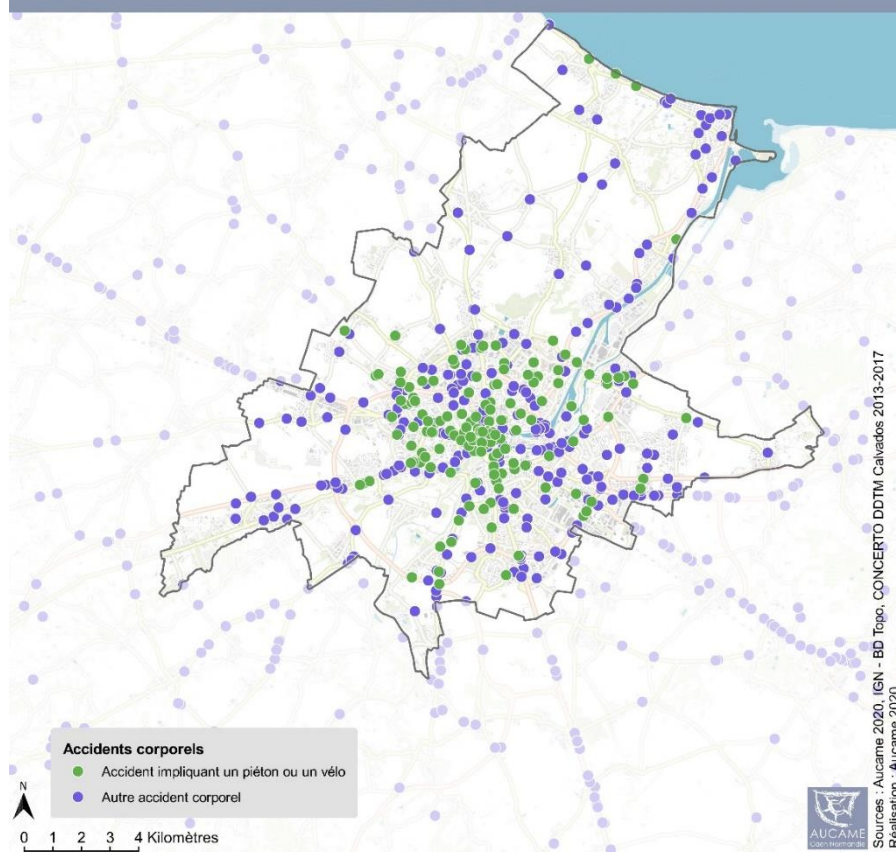 Accidents corporels
Accident impliquant un piéton ou un vélo
Autre accident corporel
N
0 1 2 3 4 Kilomètres
AUCAME
Caen Normandie
Sources : Aucame 2020, IGN - BD Topo, CONCERTO DDTM Calvados 2013-2017
Réalisation : Aucame 2020